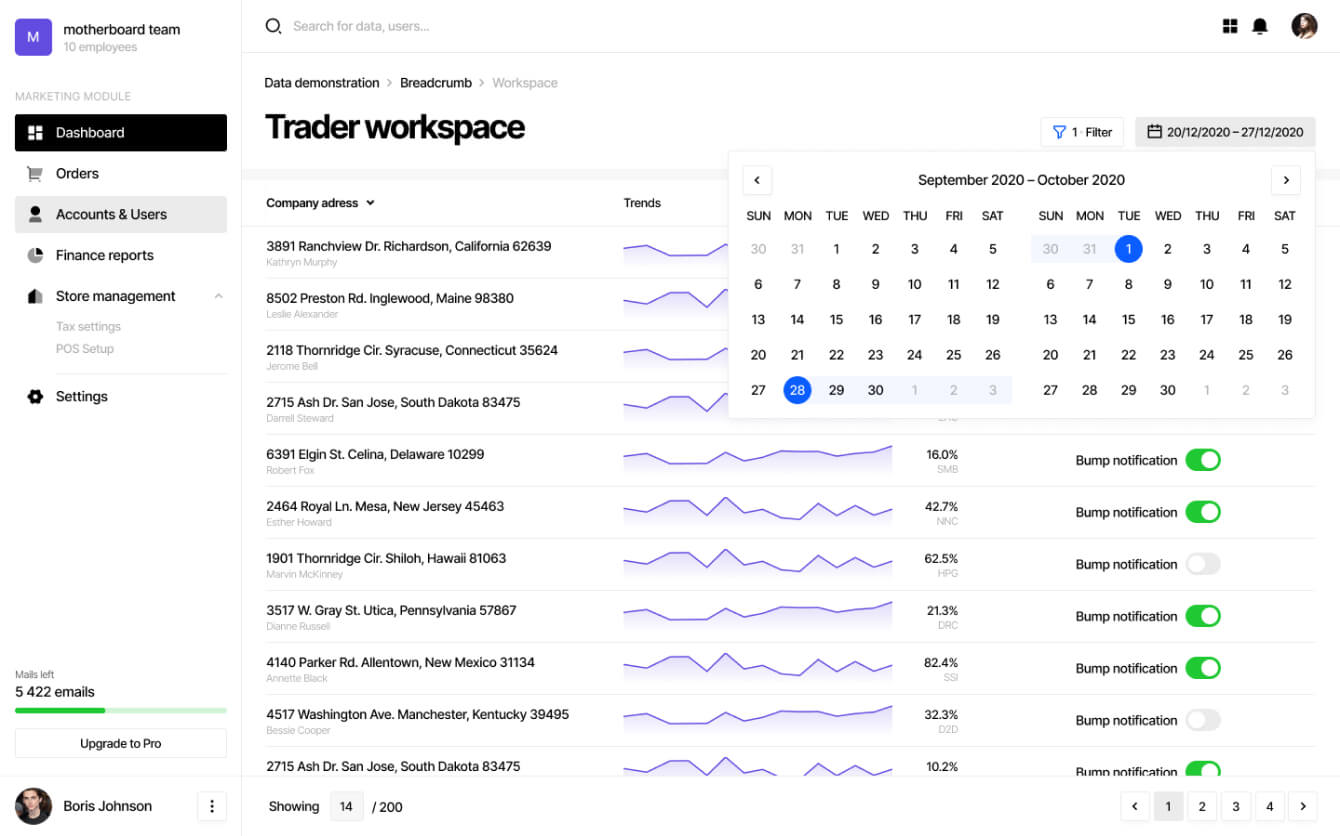 M
motherboard team
10 employees
MARKETING MODULE
Dashboard
Orders
Accounts & Users
Finance reports
Store management
Tax settings
POS Setup
Settings
Mails left
5 422 emails
Upgrade to Pro
Boris Johnson
Search for data, users...
Data demonstration > Breadcrumb > Workspace
Trader workspace
1 · Filter
20/12/2020 – 27/12/2020
September 2020 – October 2020
SUN MON TUE WED THU FRI SAT SUN MON TUE WED THU FRI SAT
30 31 1 2 3 4 5 30 31 1 2 3 4 5
6 7 8 9 10 11 12 6 7 8 9 10 11 12
13 14 15 16 17 18 19 13 14 15 16 17 18 19
20 21 22 23 24 25 26 20 21 22 23 24 25 26
27 28 29 30 1 2 3 27 28 29 30 1 2 3
Company adress Trends
3891 Ranchview Dr. Richardson, California 62639
Kathryn Murphy
8502 Preston Rd. Inglewood, Maine 98380
Leslie Alexander
2118 Thornridge Cir. Syracuse, Connecticut 35624
Jerome Bell
2715 Ash Dr. San Jose, South Dakota 83475
Darrell Steward
6391 Elgin St. Celina, Delaware 10299 16.0% Bump notification
Robert Fox SMB
2464 Royal Ln. Mesa, New Jersey 45463 42.7% Bump notification
Esther Howard NNC
1901 Thornridge Cir. Shiloh, Hawaii 81063 62.5% Bump notification
Marvin McKinney HPG
3517 W. Gray St. Utica, Pennsylvania 57867 21.3% Bump notification
Dianne Russell DRC
4140 Parker Rd. Allentown, New Mexico 31134 82.4% Bump notification
Annette Black SSI
4517 Washington Ave. Manchester, Kentucky 39495 32.3% Bump notification
Bessie Cooper D2D
2715 Ash Dr. San Jose, South Dakota 83475 10.2% Bump notification
Showing 14 / 200
1 2 3 4